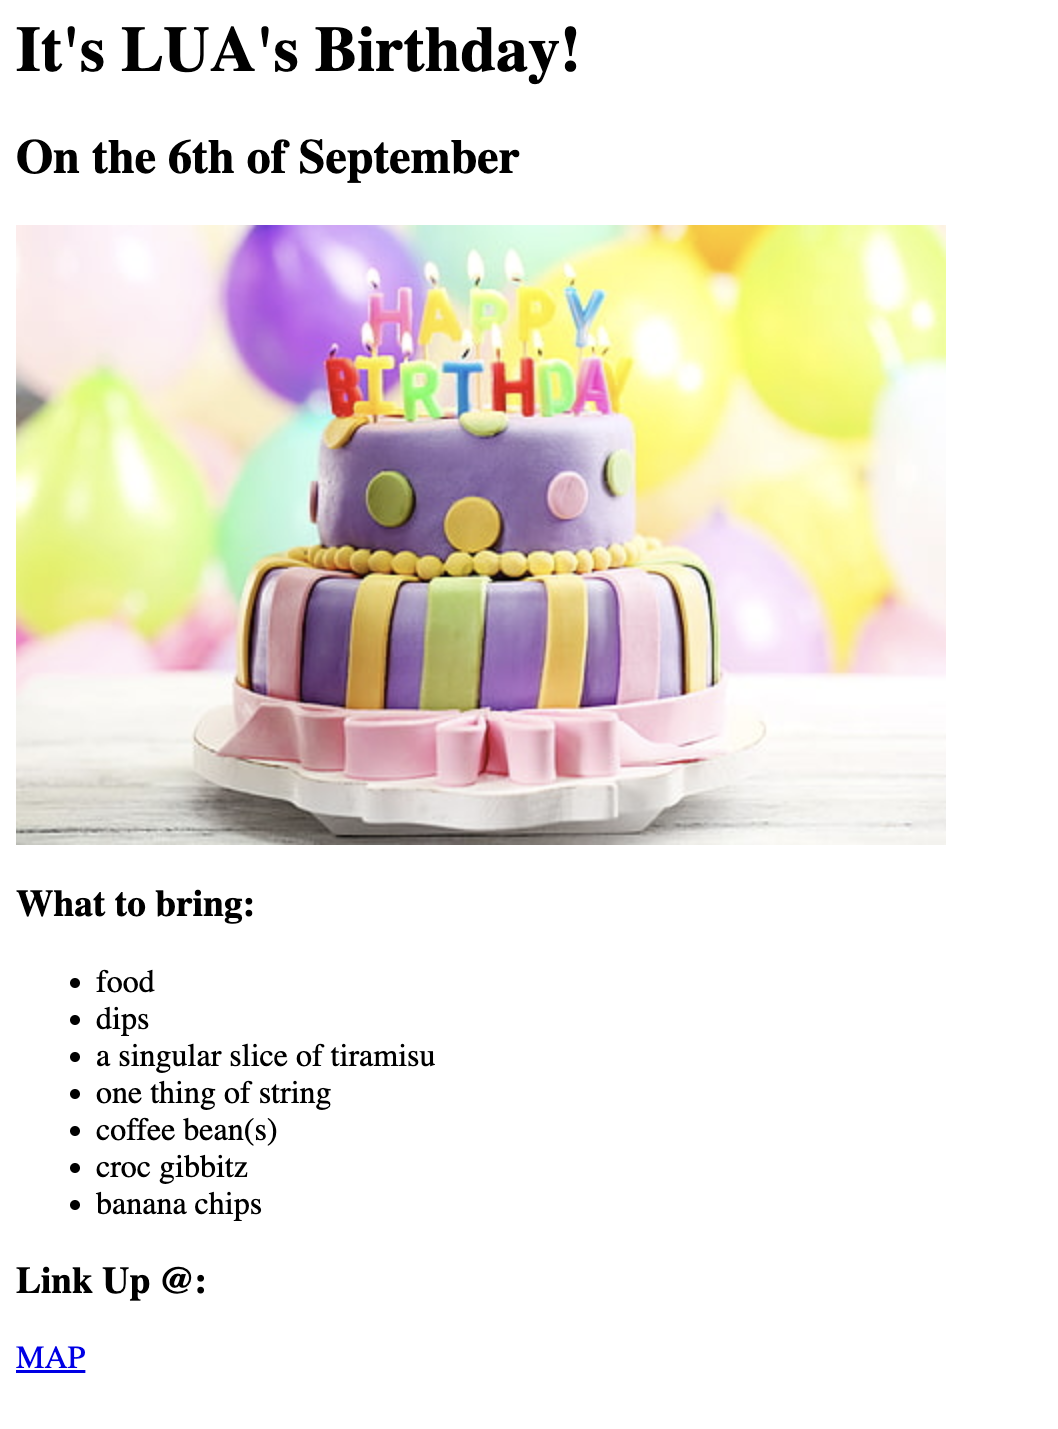 It's LUA's Birthday!
On the 6th of September
HAPPY
BIRTHDAY
What to bring:
food
dips
a singular slice of tiramisu
one thing of string
coffee bean(s)
croc gibbitz
banana chips
Link Up @:
MAP